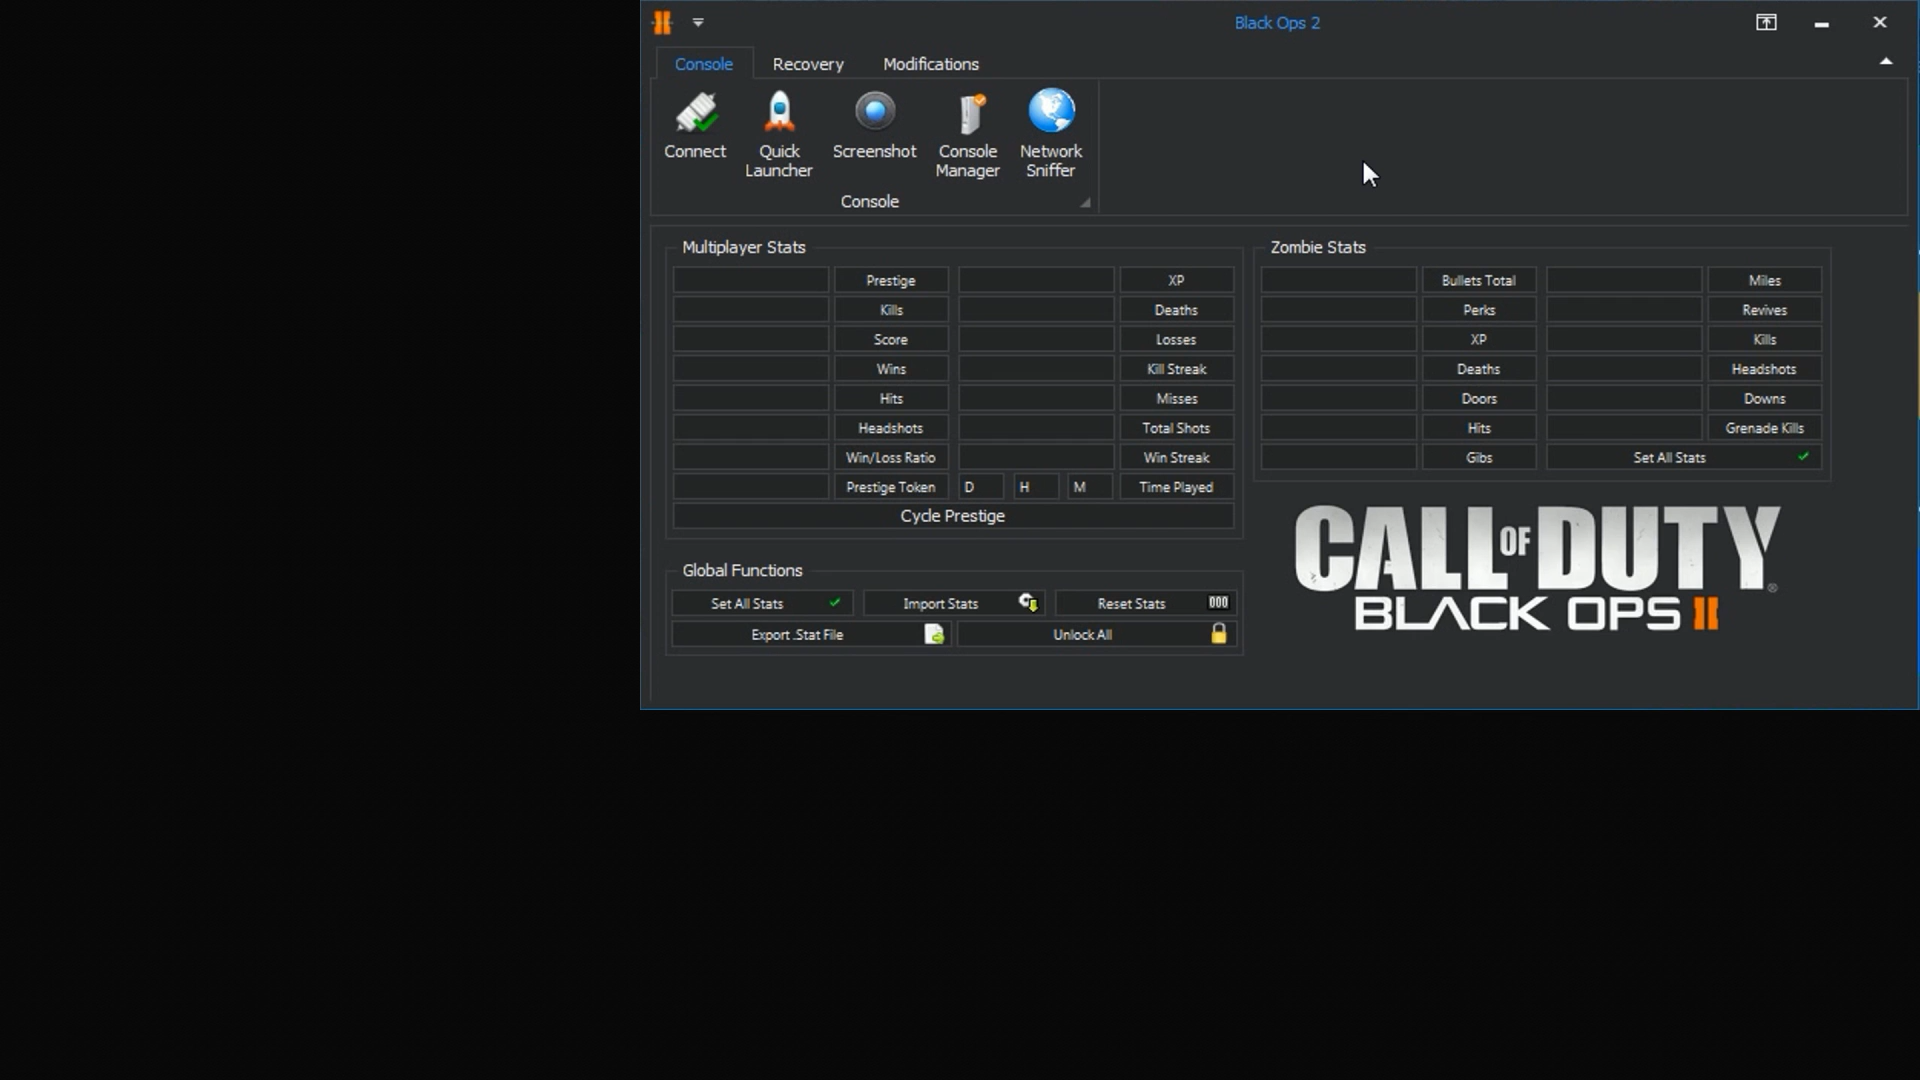 Black Ops 2
Console Recovery Modifications
Connect Quick Launcher Screenshot Console Manager Network Sniffer
Console
Multiplayer Stats
Prestige XP
Kills Deaths
Score Losses
Wins Kill Streak
Hits Misses
Headshots Total Shots
Win/Loss Ratio Win Streak
Prestige Token D H M Time Played
Cycle Prestige
Zombie Stats
Bullets Total Miles
Perks Revives
XP Kills
Deaths Headshots
Doors Downs
Hits Grenade Kills
Gibs Set All Stats
Global Functions
Set All Stats Import Stats Reset Stats 000
Export .Stat File Unlock All
CALL OF DUTY®
BLACK OPS II